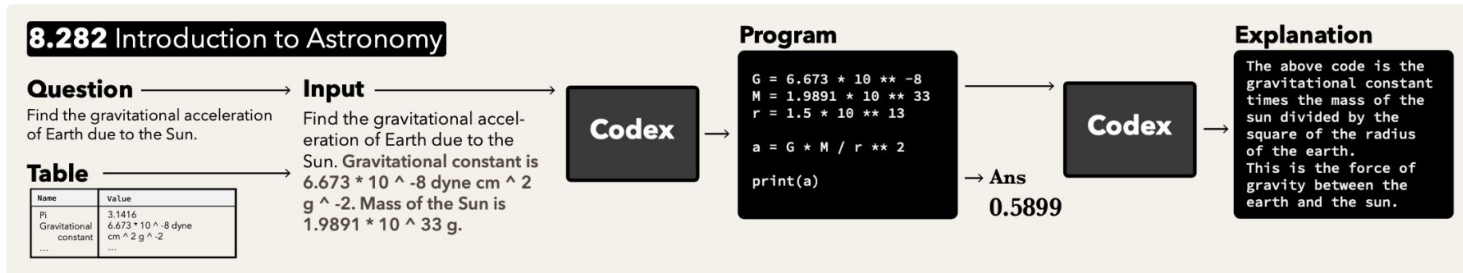 8.282 Introduction to Astronomy
Question
Find the gravitational acceleration
of Earth due to the Sun.
Table
Name Value
Pi 3.1416
Gravitational 6.673 * 10 ^ -8 dyne
constant cm ^ 2 g ^ -2
... ...
Input
Find the gravitational accel-
eration of Earth due to the
Sun. Gravitational constant is
6.673 * 10 ^ -8 dyne cm ^ 2
g ^ -2. Mass of the Sun is
1.9891 * 10 ^ 33 g.
Codex
Program
G = 6.673 * 10 ** -8
M = 1.9891 * 10 ** 33
r = 1.5 * 10 ** 13
a = G * M / r ** 2
print(a)
Ans
0.5899
Codex
Explanation
The above code is the
gravitational constant
times the mass of the
sun divided by the
square of the radius
of the earth.
This is the force of
gravity between the
earth and the sun.